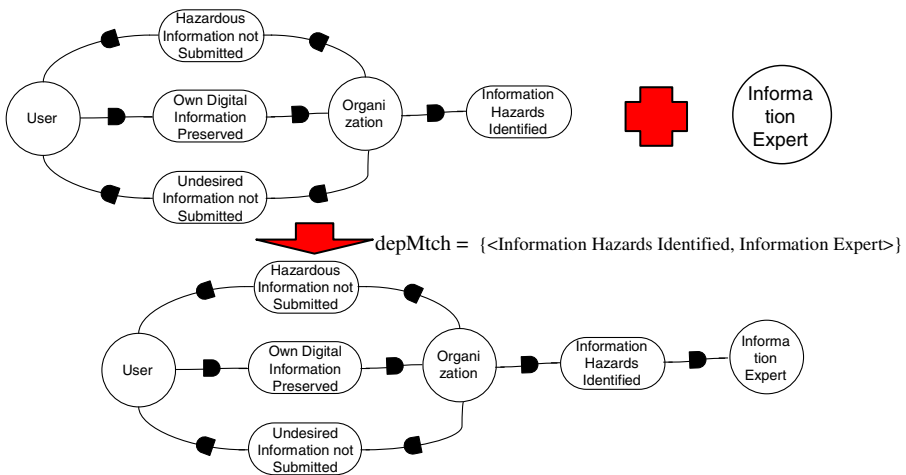 Hazardous
Information not
Submitted
User
Own Digital
Information
Preserved
Organi
zation
Information
Hazards
Identified
Informa
tion
Expert
Undesired
Information not
Submitted
depMtch = {<Information Hazards Identified, Information Expert>}
Hazardous
Information not
Submitted
User
Own Digital
Information
Preserved
Organi
zation
Information
Hazards
Identified
Informa
tion
Expert
Undesired
Information not
Submitted